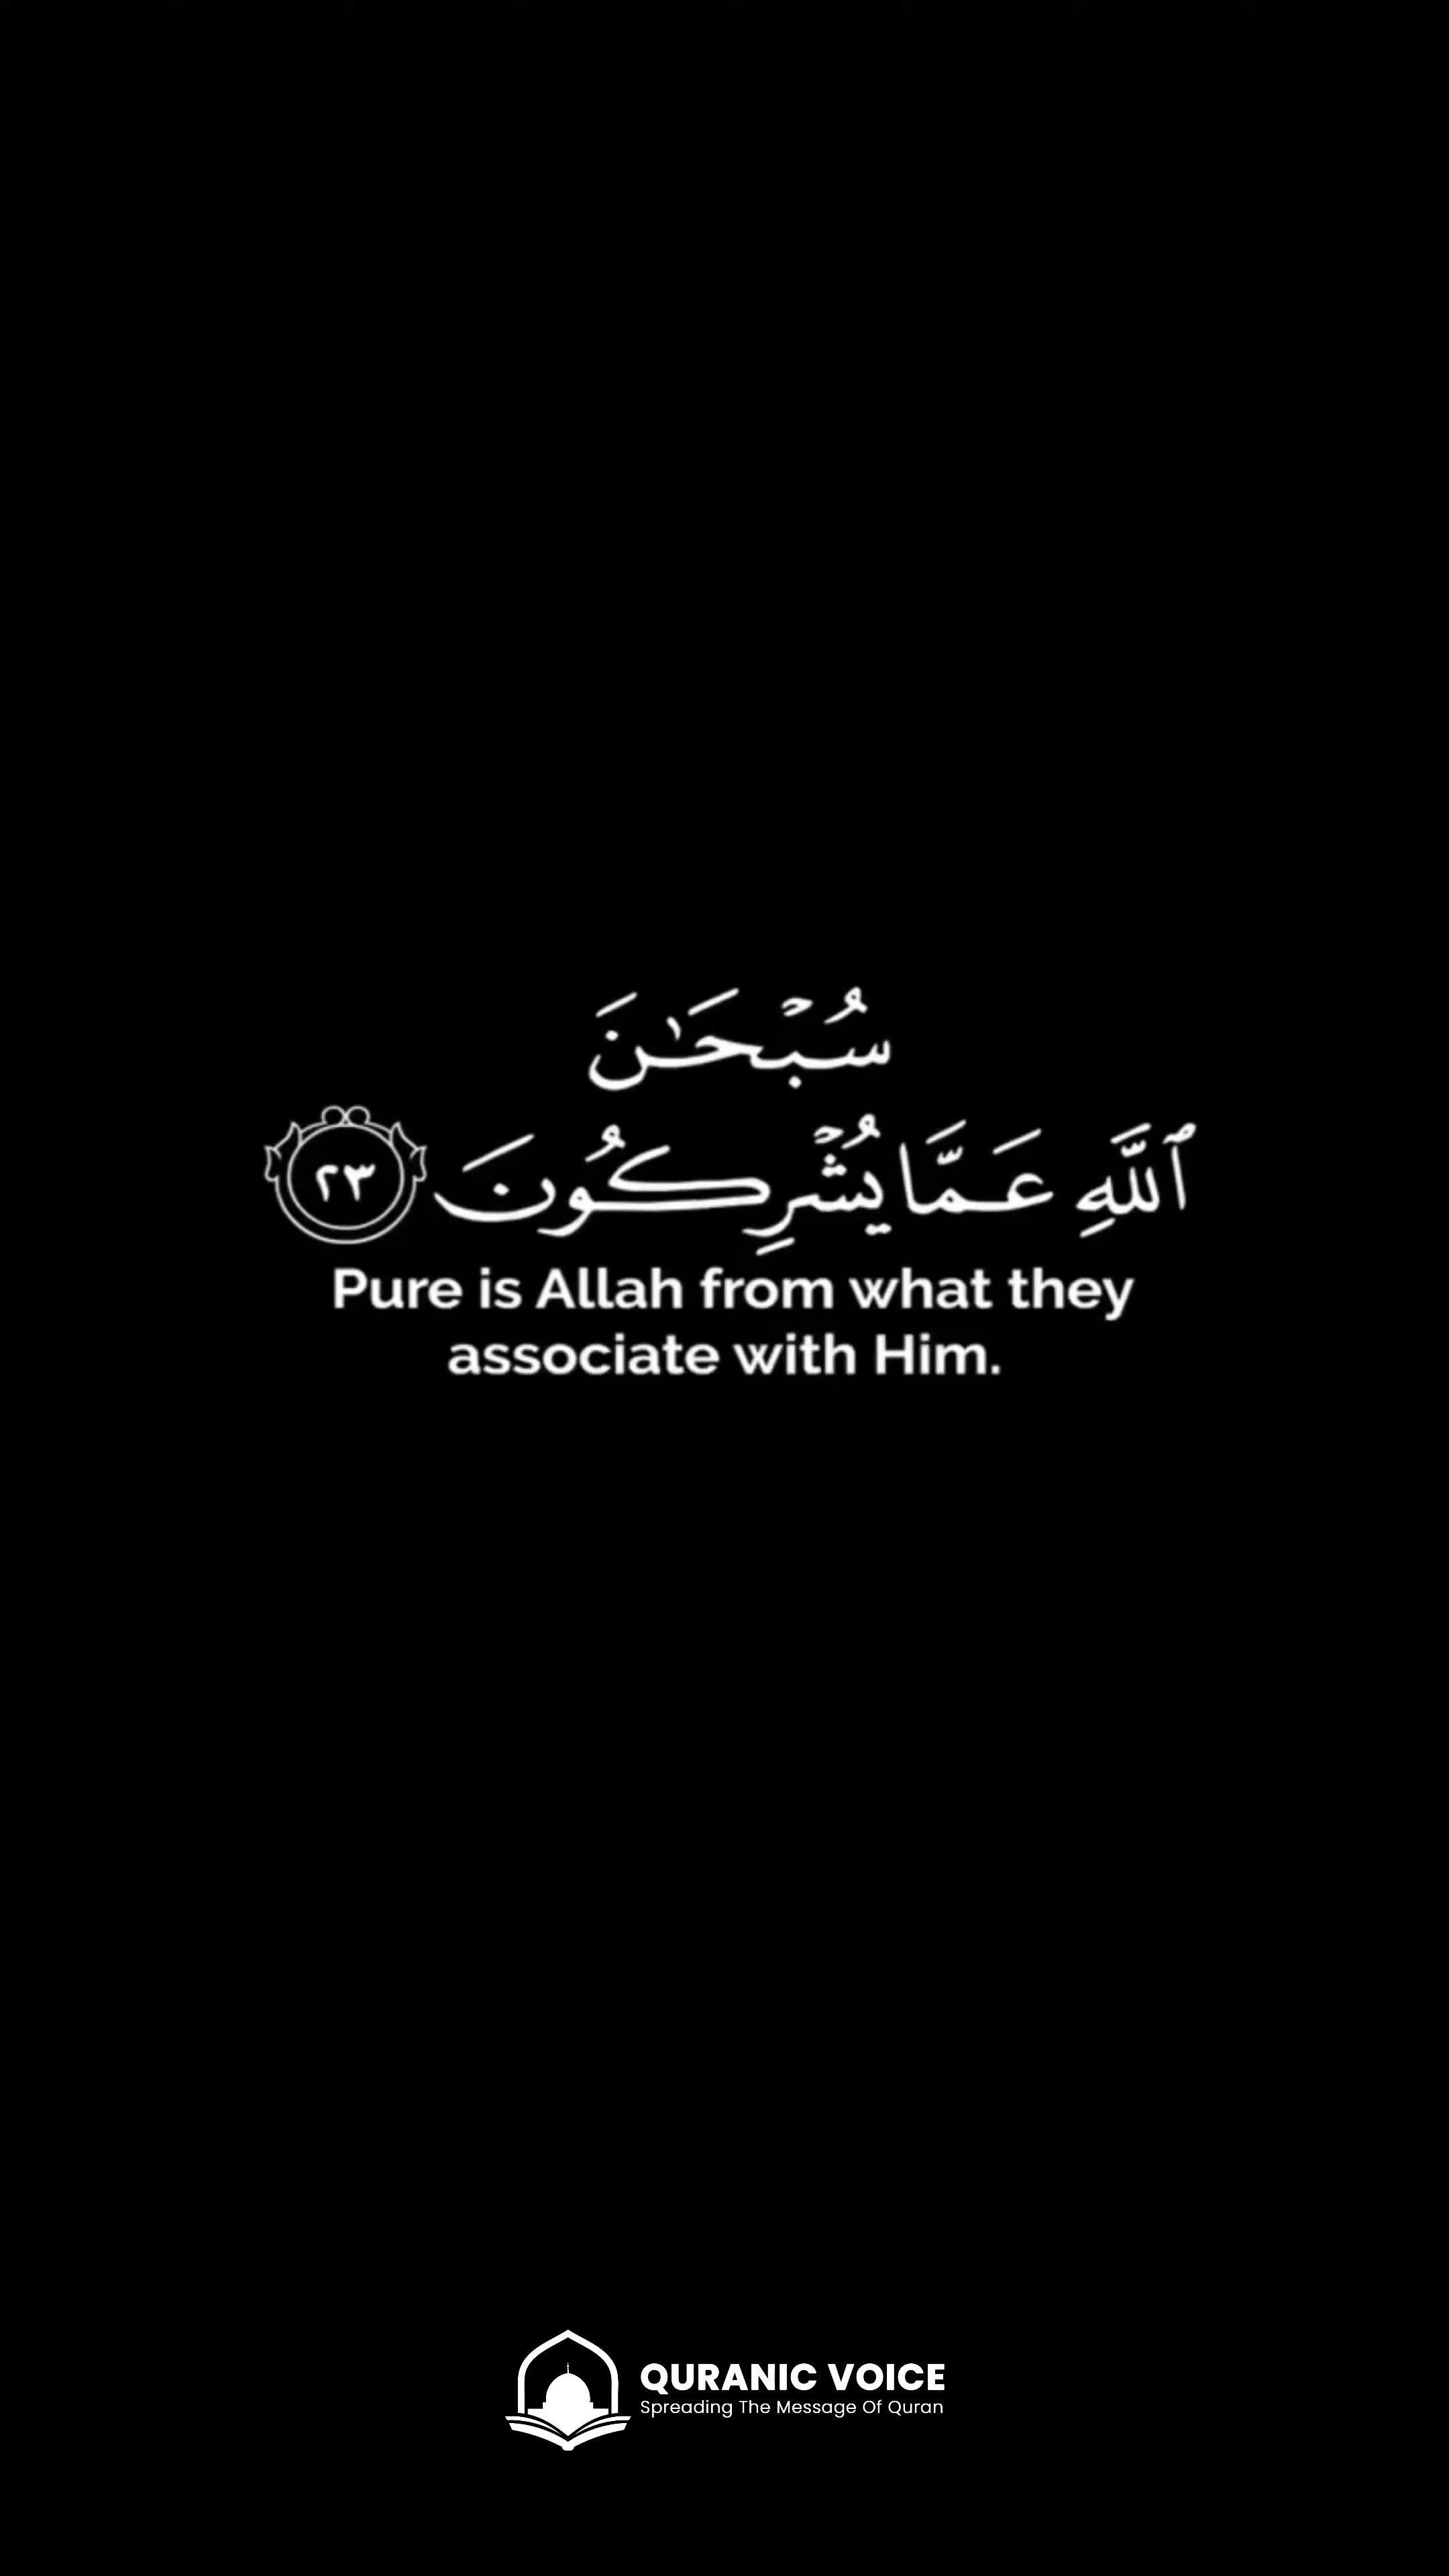 سُبۡحَـٰنَ
ٱللَّهِ عَمَّا يُشۡرِكُونَ ٢٣
Pure is Allah from what they
associate with Him.
QURANIC VOICE
Spreading The Message Of Quran